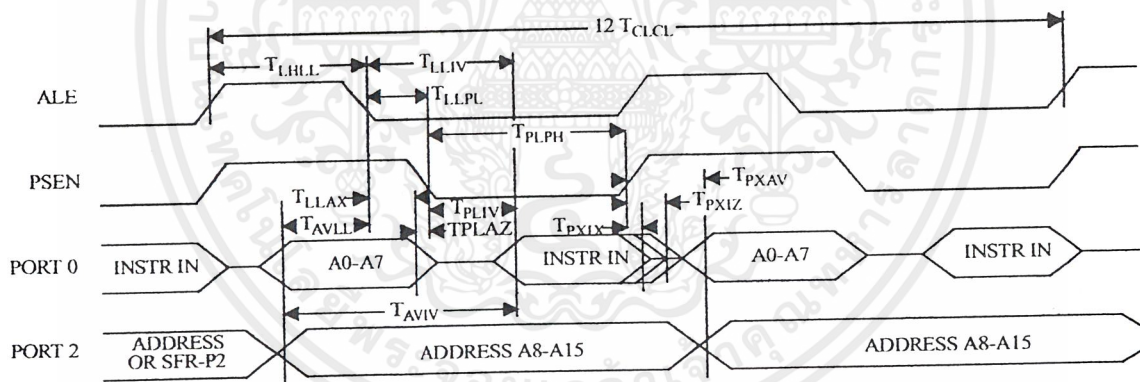 12 TCLCL
TLHLL TLLIV
ALE
TLLPL
TPLPH
PSEN
TPXAV
TLLAX TPLIV TPXIZ
TAVLL TPLAZ TPXIX
PORT 0 INSTR IN A0-A7 INSTR IN A0-A7 INSTR IN
TAVIV
PORT 2 ADDRESS OR SFR-P2 ADDRESS A8-A15 ADDRESS A8-A15